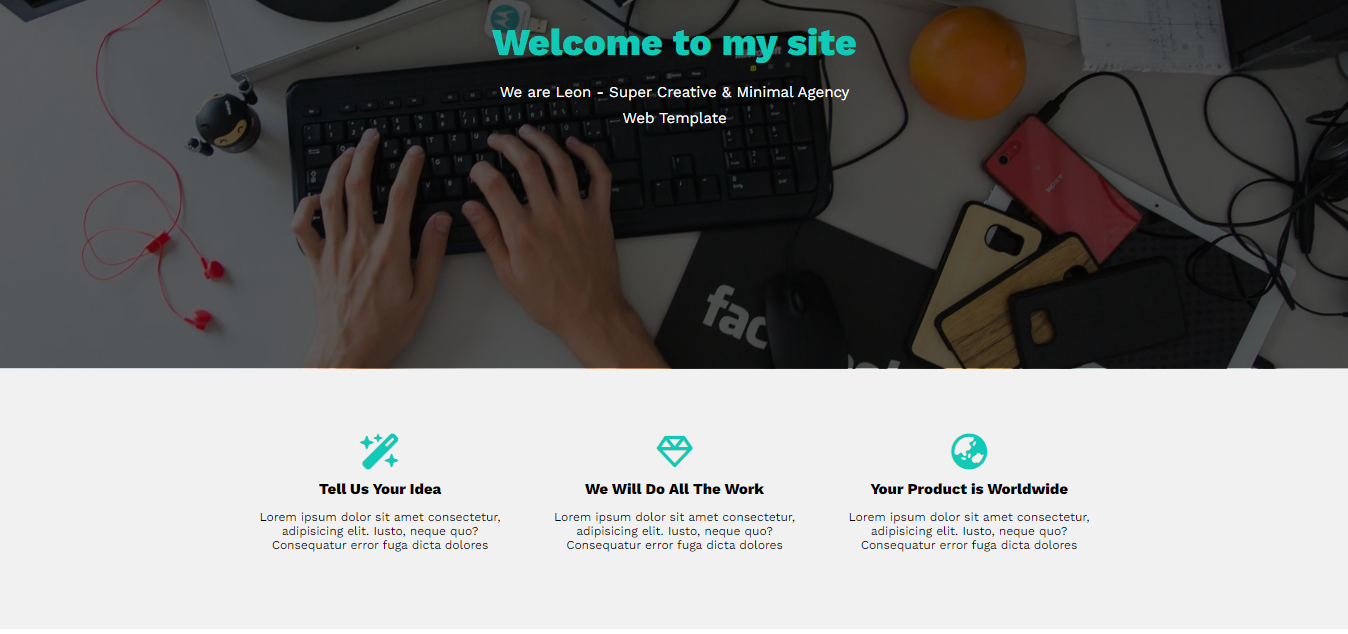 Welcome to my site
We are Leon - Super Creative & Minimal Agency
Web Template
SONY
fac
Tell Us Your Idea
We Will Do All The Work
Your Product is Worldwide
Lorem ipsum dolor sit amet consectetur,
adipisicing elit. Iusto, neque quo?
Consequatur error fuga dicta dolores
Lorem ipsum dolor sit amet consectetur,
adipisicing elit. Iusto, neque quo?
Consequatur error fuga dicta dolores
Lorem ipsum dolor sit amet consectetur,
adipisicing elit. Iusto, neque quo?
Consequatur error fuga dicta dolores